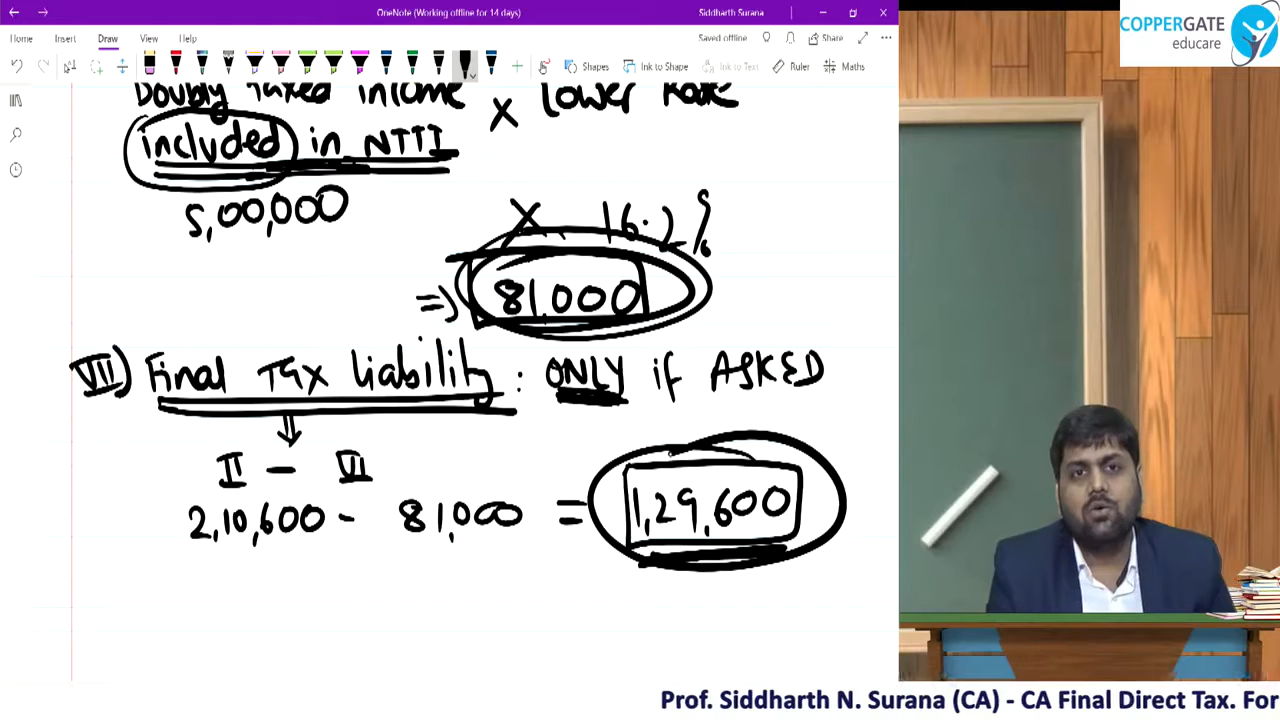 OneNote (Working offline for 14 days)
Siddharth Surana
Home Insert Draw View Help
Saved offline
Share
Shapes
Ink to Shape
Ink to Text
Ruler
Maths
COPPERGATE
educare
Doubly taxed income x lower Rate
included in NTTI
5,00,000 x 16.2%
=> 81,000
VII) Final Tax liability : ONLY if ASKED
II - VI
2,10,600 - 81,000 = 1,29,600
Prof. Siddharth N. Surana (CA) - CA Final Direct Tax. For